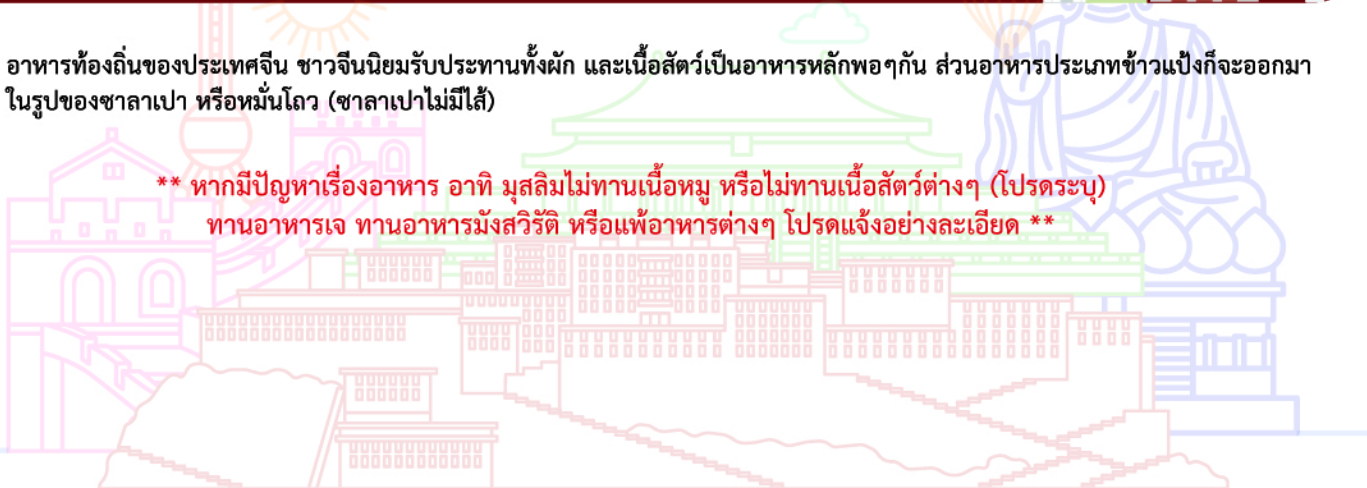 อาหารท้องถิ่นของประเทศจีน ชาวจีนนิยมรับประทานทั้งผัก และเนื้อสัตว์เป็นอาหารหลักพอๆกัน ส่วนอาหารประเภทข้าวแป้งก็จะออกมา
ในรูปของซาลาเปา หรือหมั่นโถว (ซาลาเปาไม่มีไส้)
** หากมีปัญหาเรื่องอาหาร อาทิ มุสลิมไม่ทานเนื้อหมู หรือไม่ทานเนื้อสัตว์ต่างๆ (โปรดระบุ)
ทานอาหารเจ ทานอาหารมังสวิรัติ หรือแพ้อาหารต่างๆ โปรดแจ้งอย่างละเอียด **